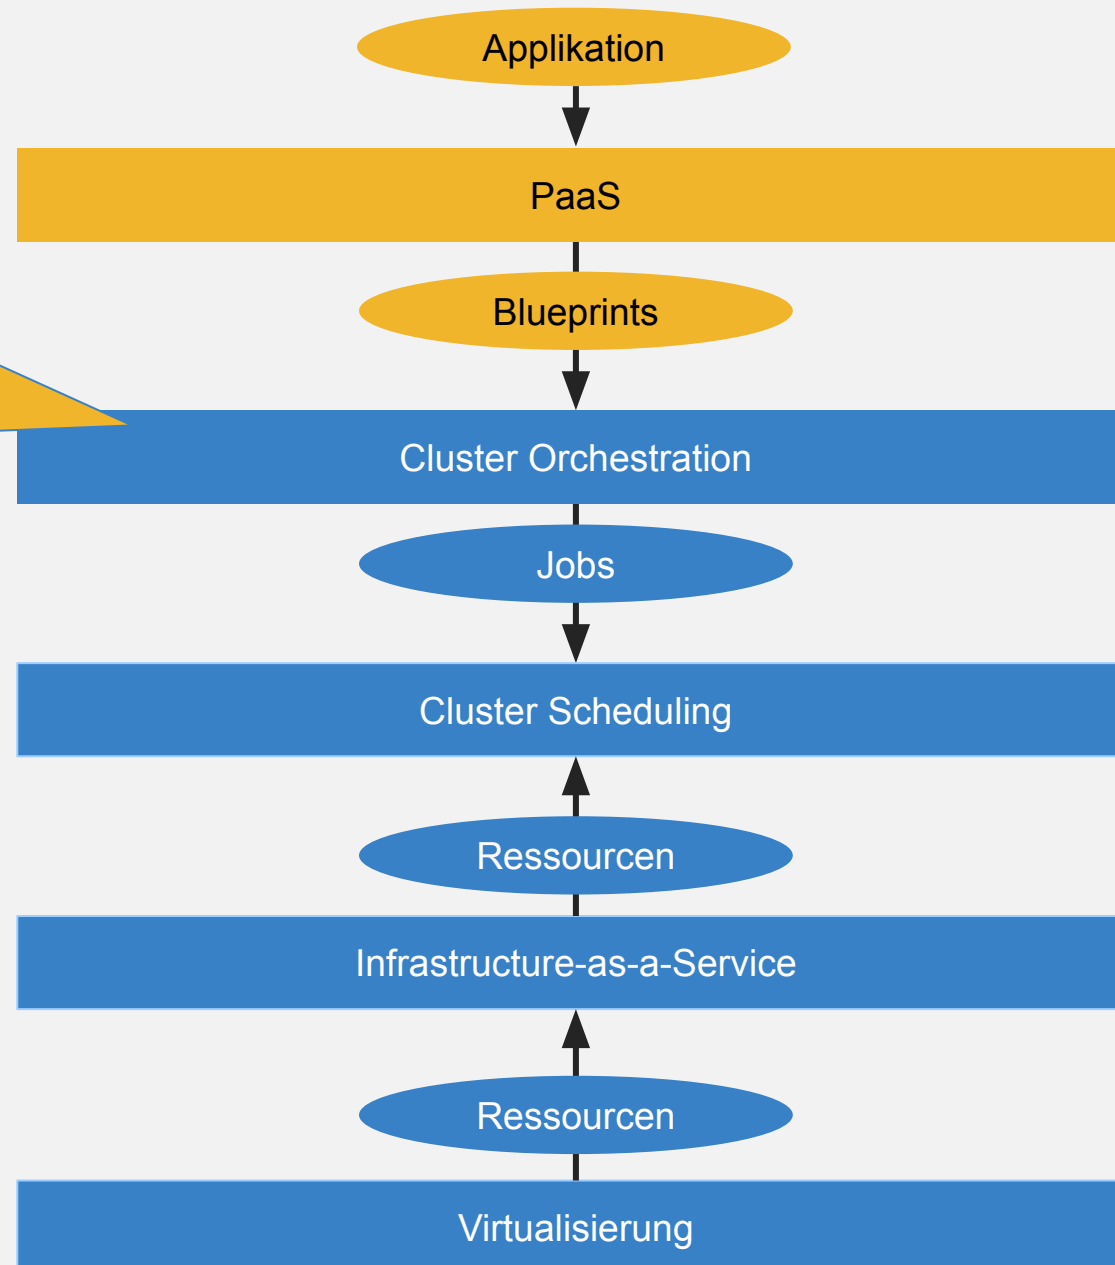 Applikation
PaaS
Blueprints
Cluster Orchestration
Jobs
Cluster Scheduling
Ressourcen
Infrastructure-as-a-Service
Ressourcen
Virtualisierung